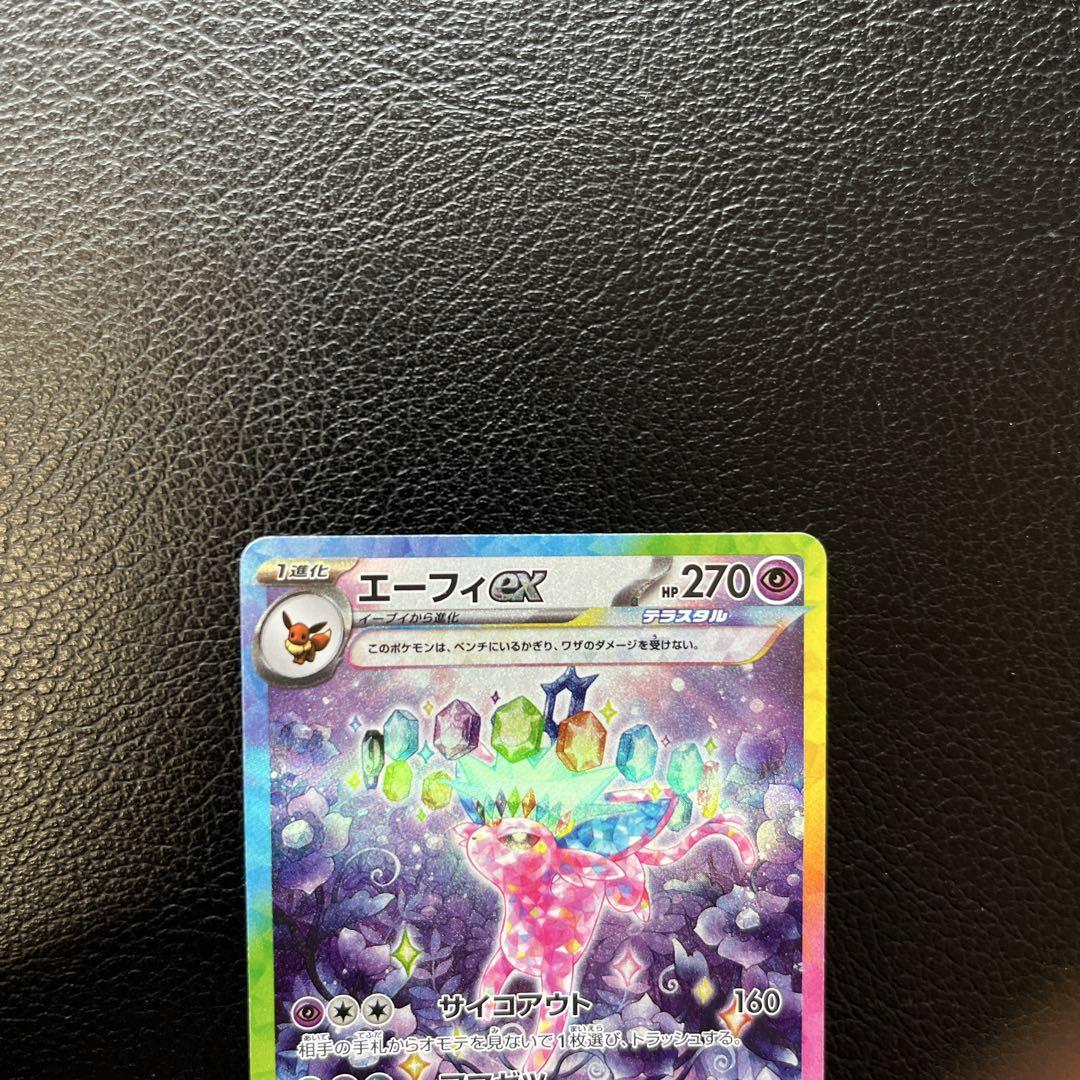 1進化
エーフィex
HP270
イーブイから進化
テラスタル
このポケモンは、ベンチにいるかぎり、ワザのダメージを受けない。
サイコアウト 160
相手の手札からオモテを見ないで1枚選び、トラッシュする。